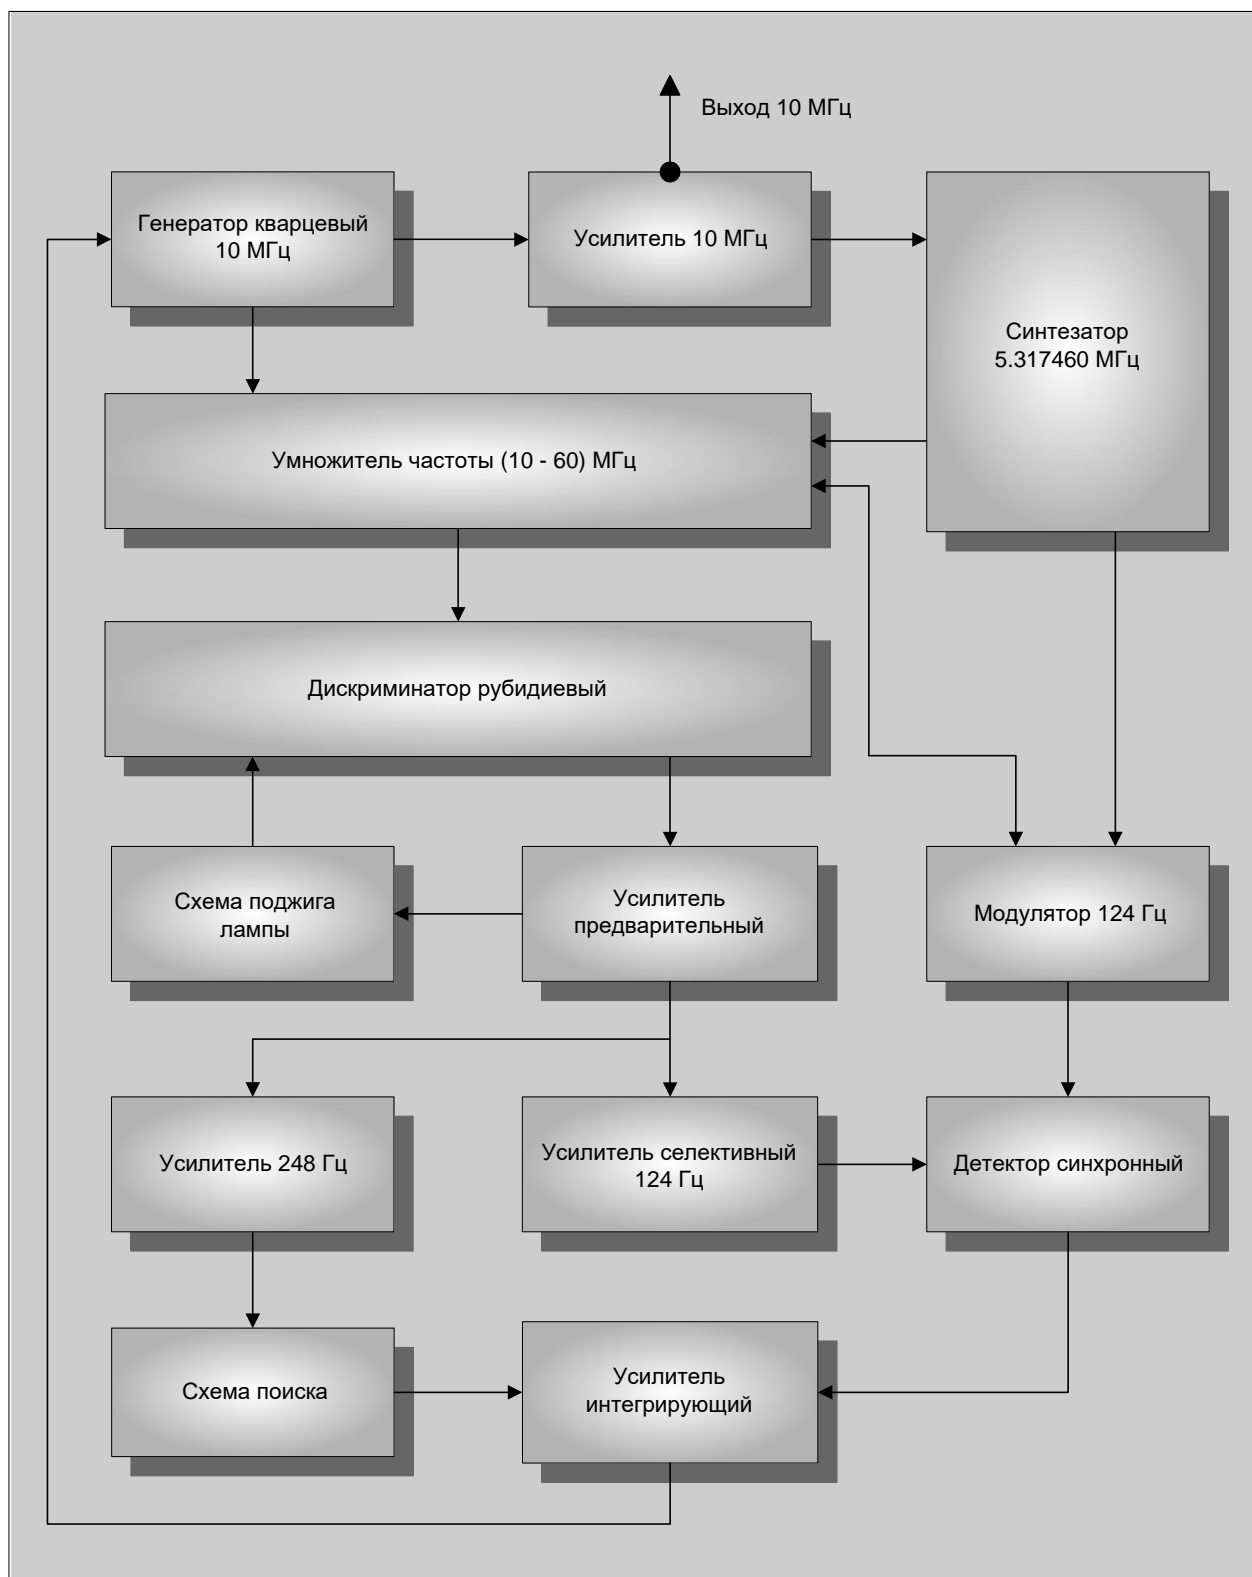 Выход 10 МГц
Генератор кварцевый
10 МГц
Усилитель 10 МГц
Синтезатор
5.317460 МГц
Умножитель частоты (10 - 60) МГц
Дискриминатор рубидиевый
Схема поджига
лампы
Усилитель
предварительный
Модулятор 124 Гц
Усилитель 248 Гц
Усилитель селективный
124 Гц
Детектор синхронный
Схема поиска
Усилитель
интегрирующий